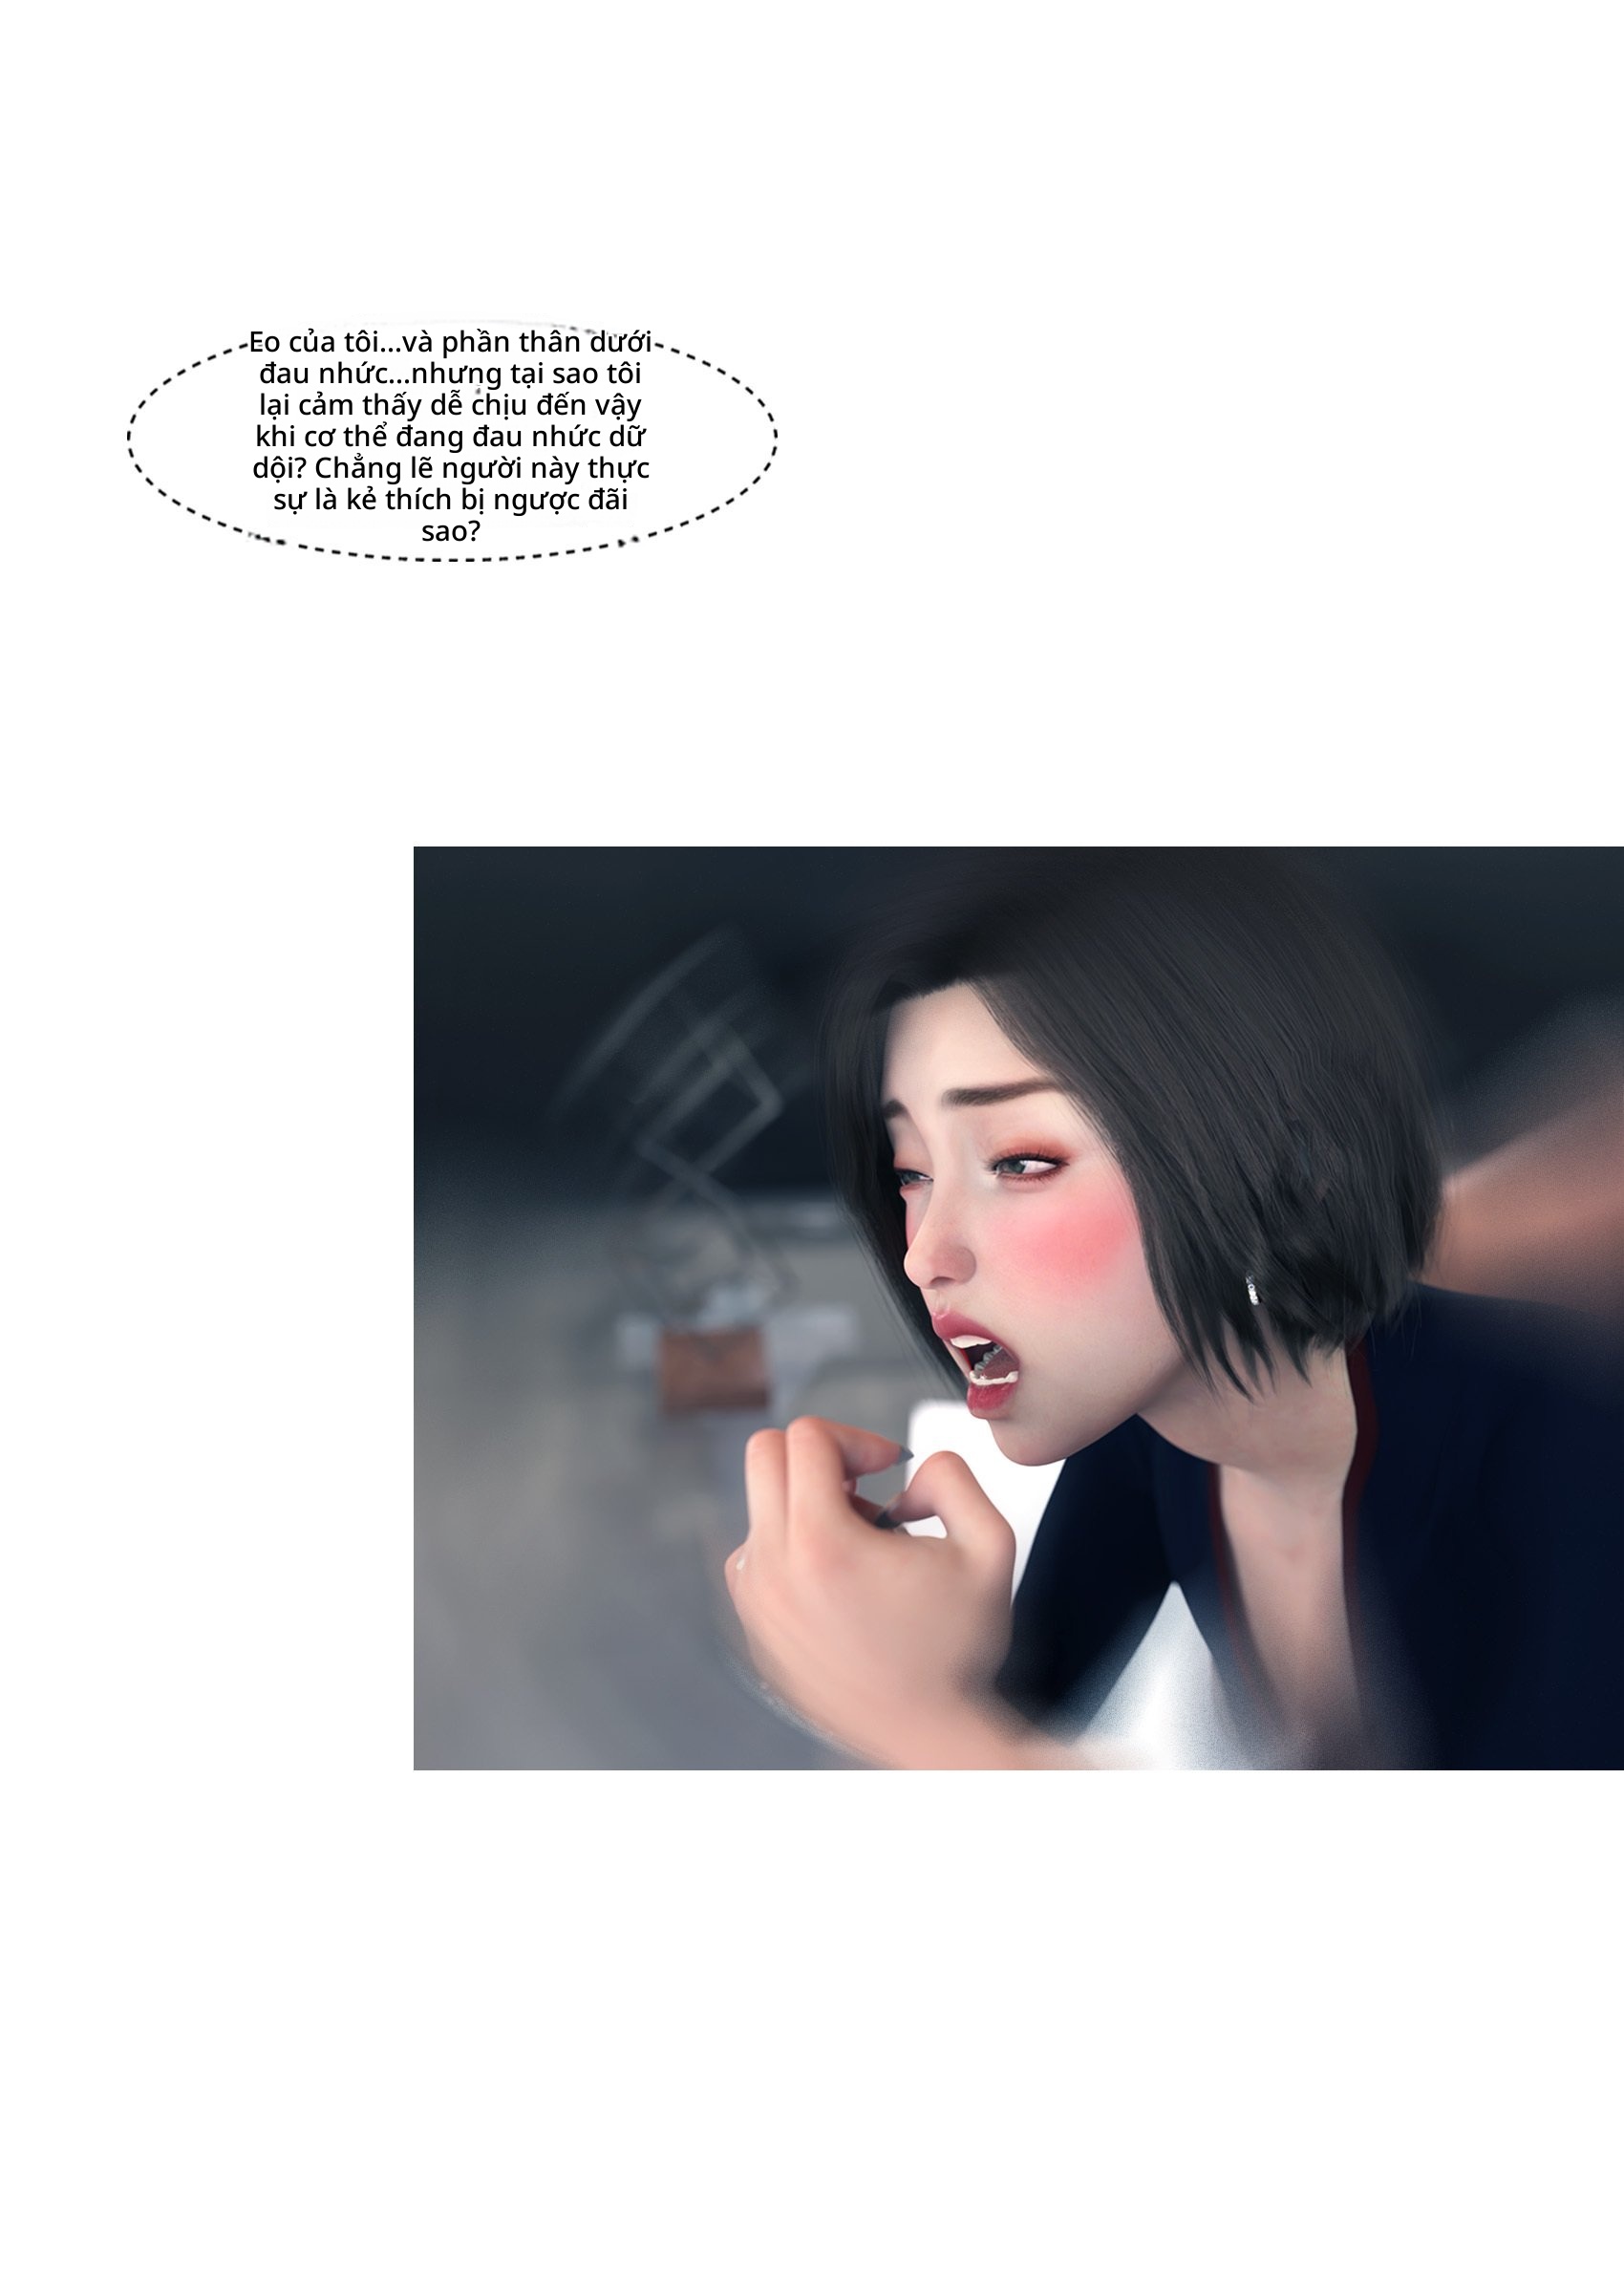 Eo của tôi...và phần thân dưới
đau nhức...nhưng tại sao tôi
lại cảm thấy dễ chịu đến vậy
khi cơ thể đang đau nhức dữ
dội? Chẳng lẽ người này thực
sự là kẻ thích bị ngược đãi
sao?